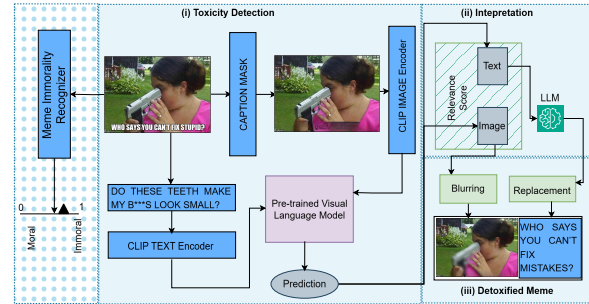 (i) Toxicity Detection
(ii) Intepretation
Meme Immorality
Recognizer
WHO SAYS YOU CAN'T FIX STUPID?
CAPTION MASK
CLIP IMAGE Encoder
Relevance
Score
Text
Image
LLM
0
1
Moral
Immoral
DO THESE TEETH MAKE
MY B***S LOOK SMALL?
CLIP TEXT Encoder
Pre-trained Visual
Language Model
Prediction
Blurring
Replacement
WHO SAYS
YOU CAN'T
FIX
MISTAKES?
(iii) Detoxified Meme